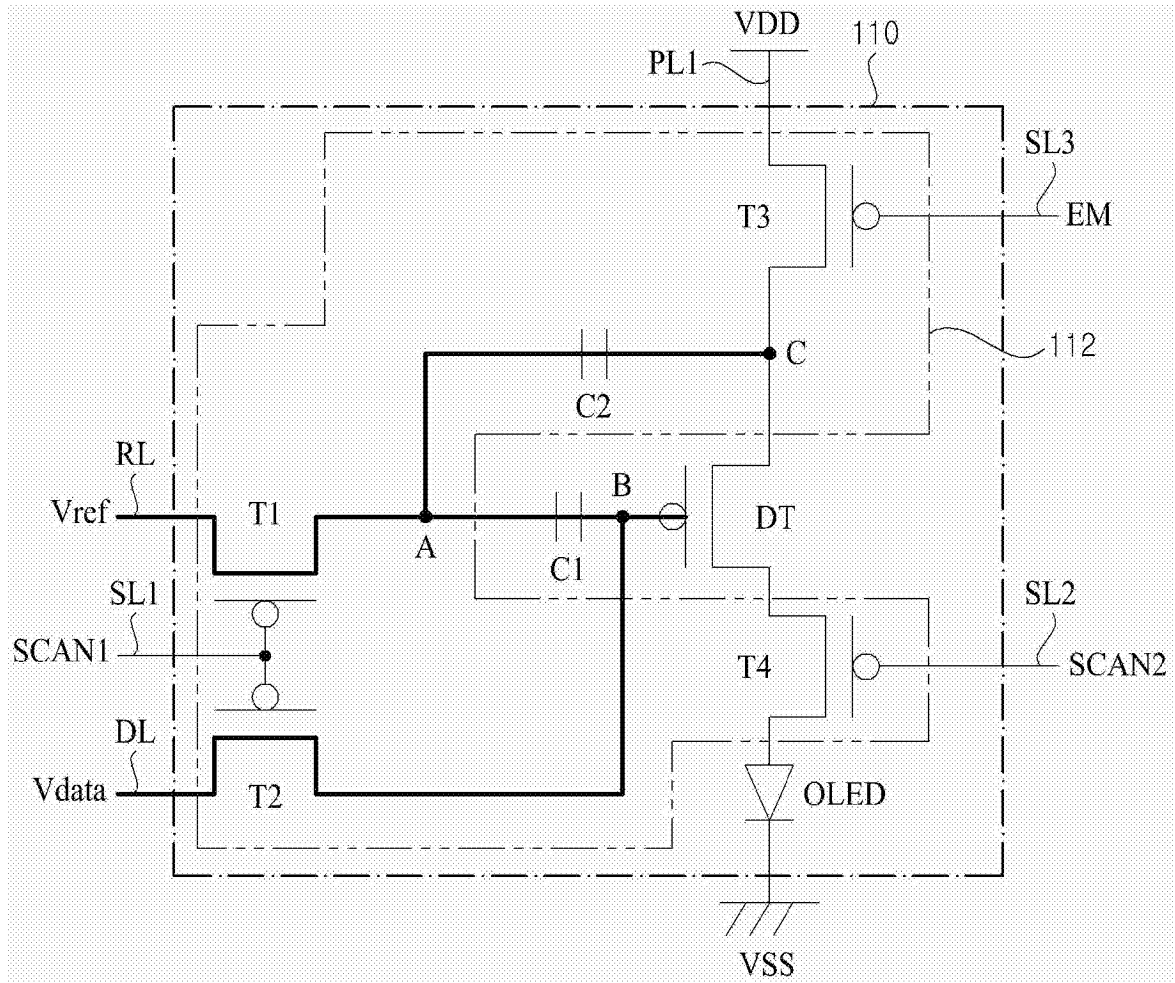 VDD
110
PL1
SL3
T3
EM
C
112
C2
RL
B
Vref
T1
A
C1
DT
SL1
SL2
SCAN1
T4
SCAN2
DL
Vdata
T2
OLED
VSS